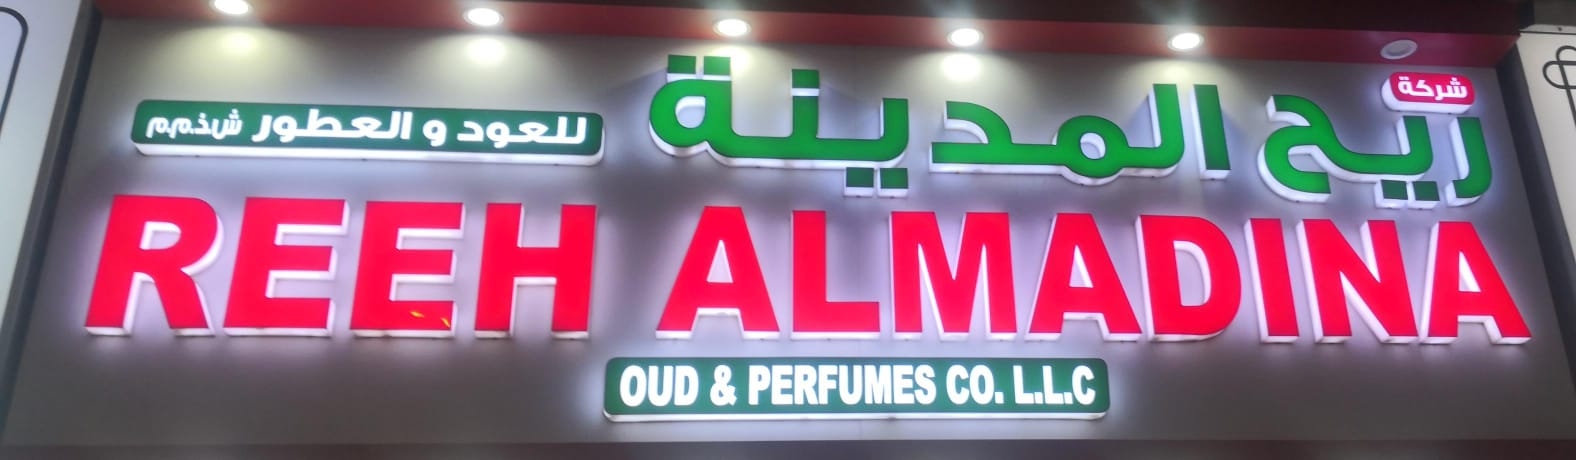 شركة
ريح المدينة
للعود و العطور ش.ذ.م.م
REEH ALMADINA
OUD & PERFUMES CO. L.L.C